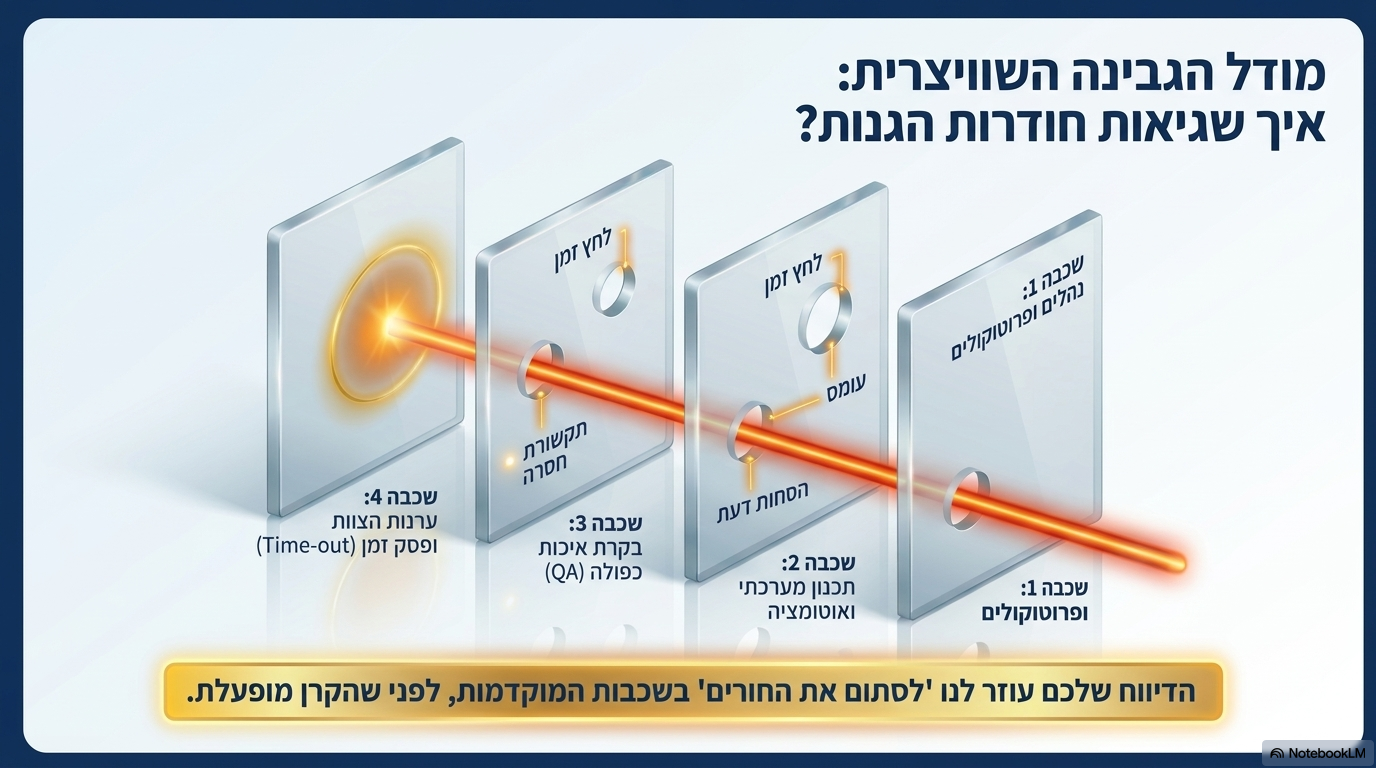 מודל הגבינה השוויצרית:
איך שגיאות חודרות הגנות?
שכבה 1:
נהלים ופרוטוקולים
לחץ זמן
עומס
הסחות דעת
לחץ זמן
תקשורת
חסרה
שכבה 1:
ופרוטוקולים
שכבה 2:
תכנון מערכתי
ואוטומציה
שכבה 3:
בקרת איכות
כפולה (QA)
שכבה 4:
ערנות הצוות
ופסק זמן (Time-out)
הדיווח שלכם עוזר לנו 'לסתום את החורים' בשכבות המוקדמות, לפני שהקרן מופעלת.
NotebookLM